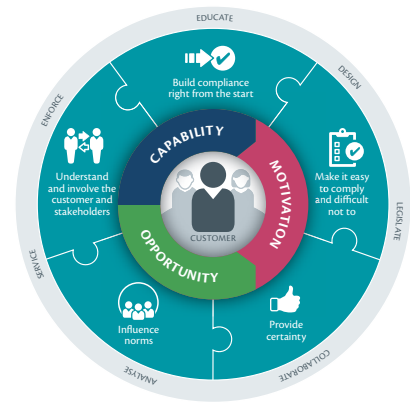 EDUCATE
DESIGN
LEGISLATE
COLLABORATE
ANALYSE
SERVICE
ENFORCE
Build compliance
right from the start
Make it easy
to comply
and difficult
not to
Provide
certainty
Influence
norms
Understand
and involve the
customer and
stakeholders
CAPABILITY
MOTIVATION
OPPORTUNITY
CUSTOMER